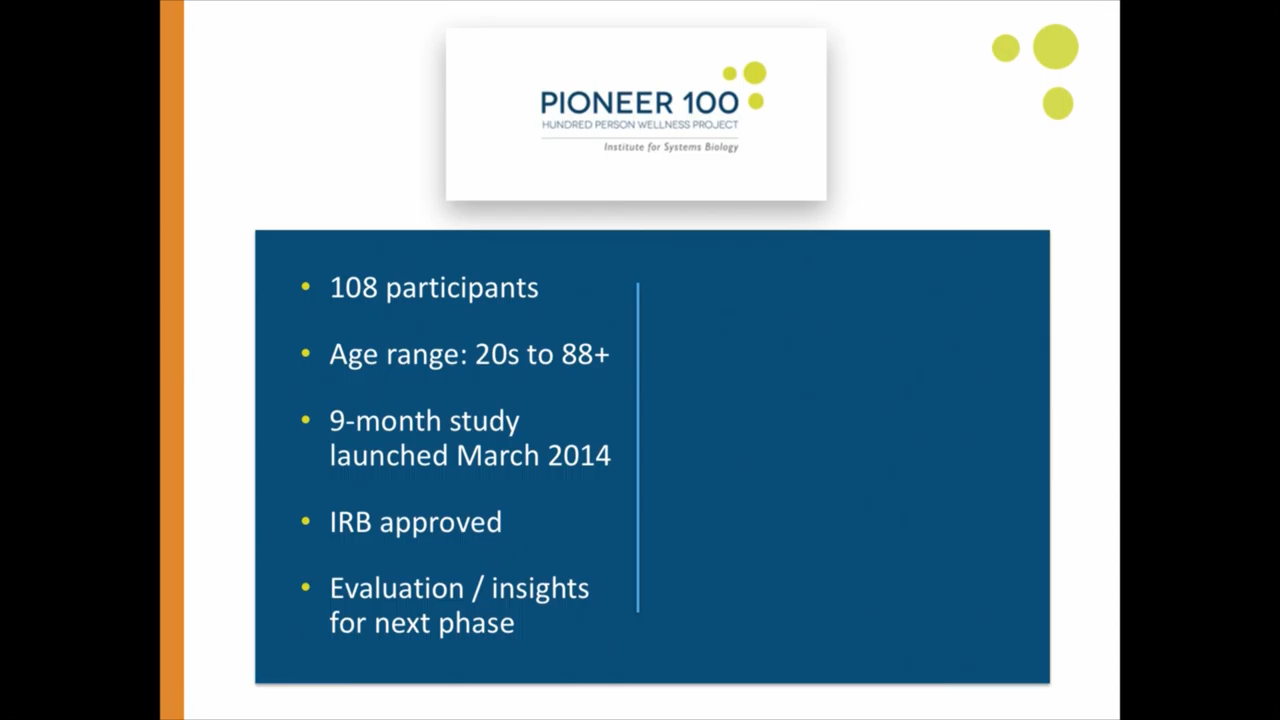 PIONEER 100
HUNDRED PERSON WELLNESS PROJECT
Institute for Systems Biology
• 108 participants
• Age range: 20s to 88+
• 9-month study
launched March 2014
• IRB approved
• Evaluation / insights
for next phase